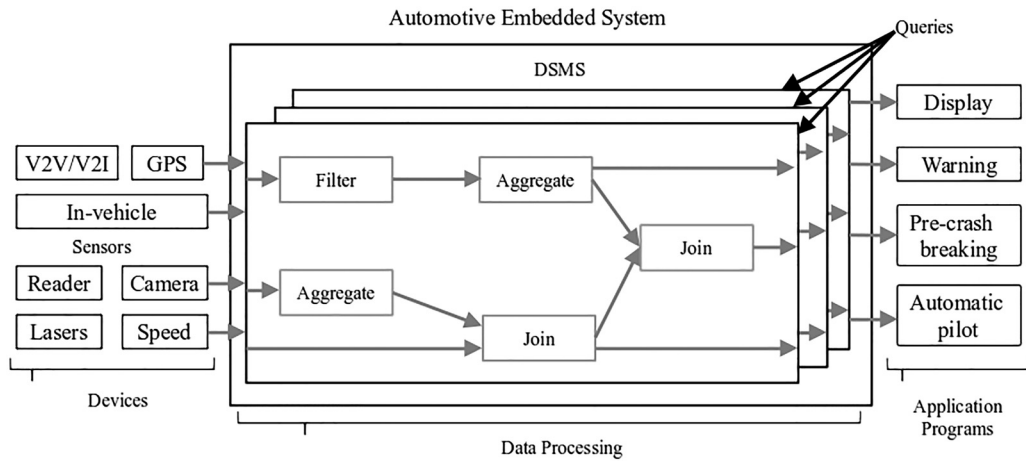 Automotive Embedded System
Queries
DSMS
Display
V2V/V2I
GPS
Filter
Aggregate
Warning
In-vehicle
Sensors
Join
Pre-crash
breaking
Reader
Camera
Aggregate
Lasers
Speed
Join
Automatic
pilot
Devices
Data Processing
Application
Programs